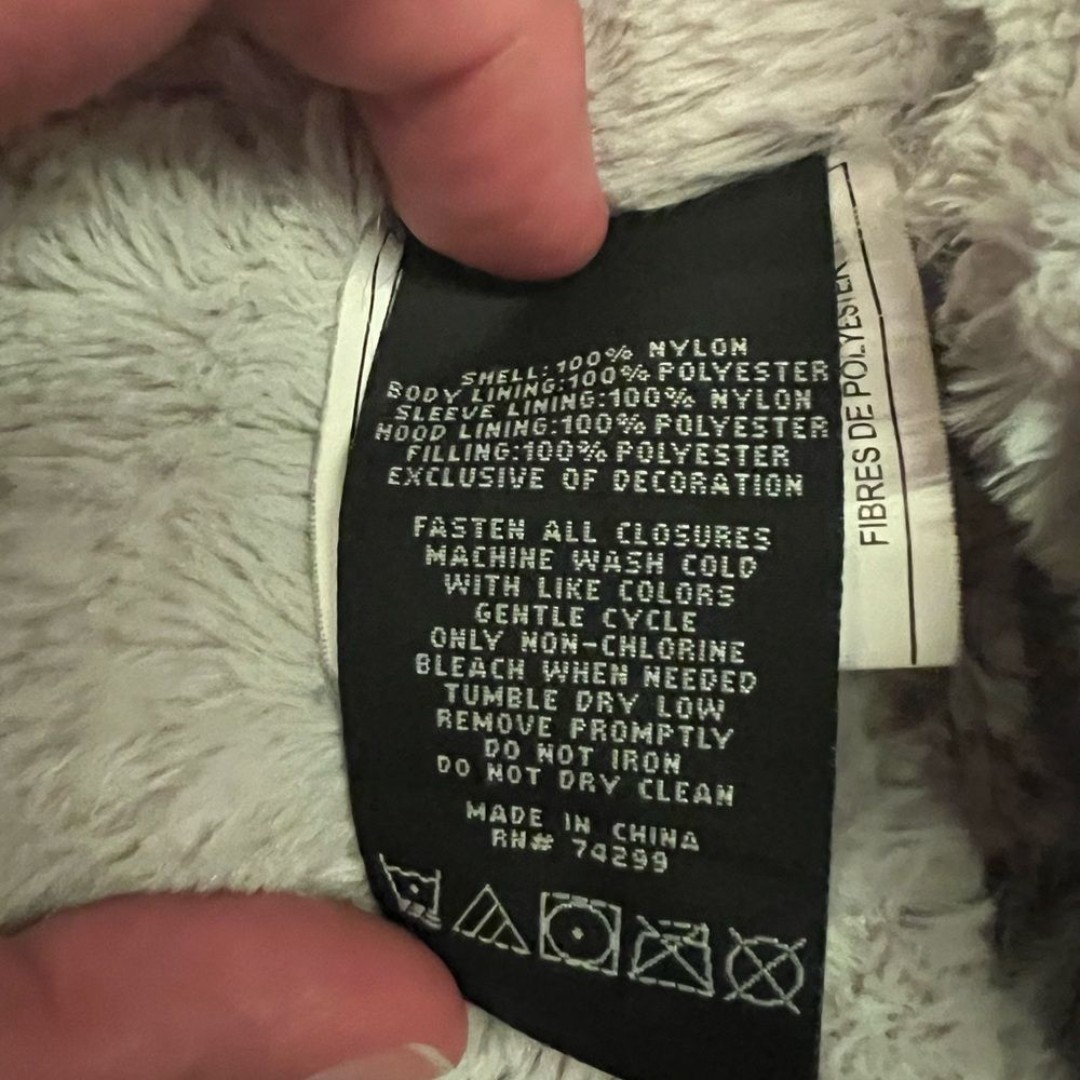 SHELL:100% NYLON
BODY LINING:100% POLYESTER
SLEEVE LINING:100% NYLON
HOOD LINING:100% POLYESTER
FILLING:100% POLYESTER
EXCLUSIVE OF DECORATION
FASTEN ALL CLOSURES
MACHINE WASH COLD
WITH LIKE COLORS
GENTLE CYCLE
ONLY NON-CHLORINE
BLEACH WHEN NEEDED
TUMBLE DRY LOW
REMOVE PROMPTLY
DO NOT IRON
DO NOT DRY CLEAN
MADE IN CHINA
RN# 74299
FIBRES DE POLYESTER